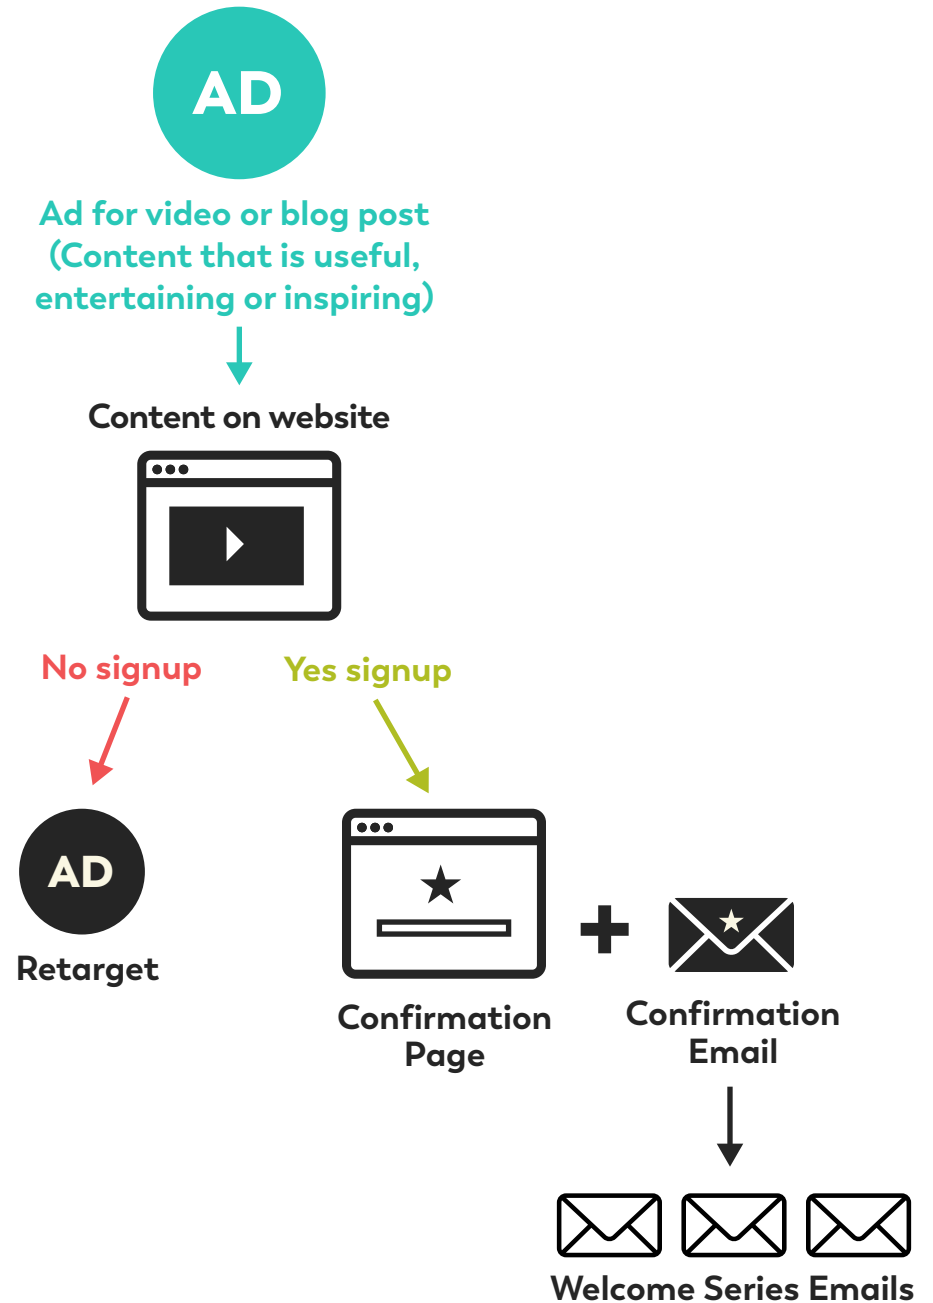 AD
Ad for video or blog post
(Content that is useful,
entertaining or inspiring)
Content on website
No signup
Yes signup
AD
Retarget
Confirmation
Page
Confirmation
Email
Welcome Series Emails